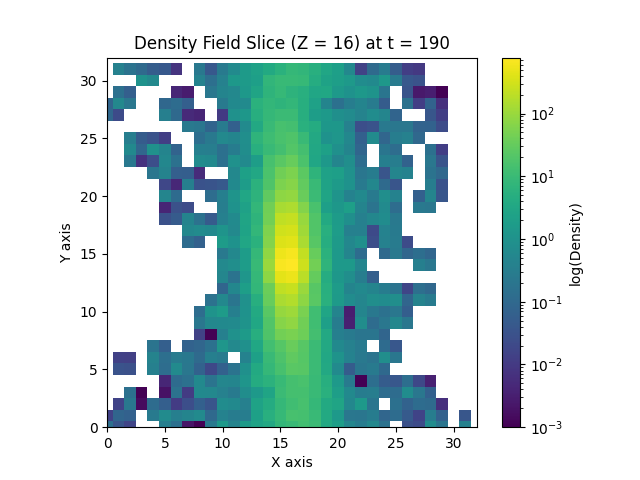 Density Field Slice (Z = 16) at t = 190
Y axis
30
25
20
15
10
5
0
0 5 10 15 20 25 30
X axis
10²
10¹
10⁰
10⁻¹
10⁻²
10⁻³
log(Density)